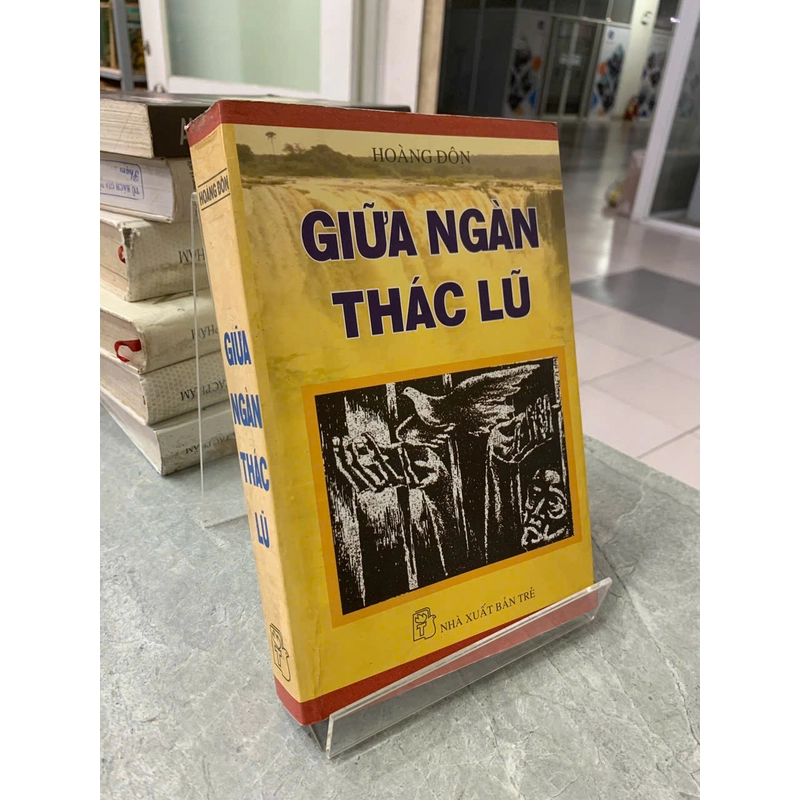 HOÀNG ĐÔN
GIỮA NGÀN
THÁC LŨ
NHÀ XUẤT BẢN TRẺ
HOÀNG ĐÔN
GIỮA
NGÀN
THÁC
LŨ